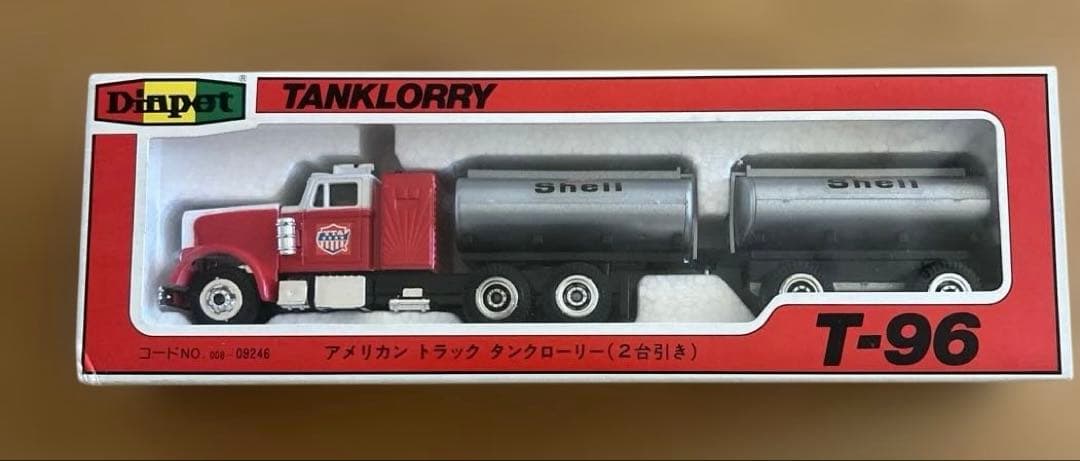 Dinpet
®
TANKLORRY
Shell
Shell
コードNO. 008-09246
アメリカン トラック タンクローリー(2台引き)
T-96